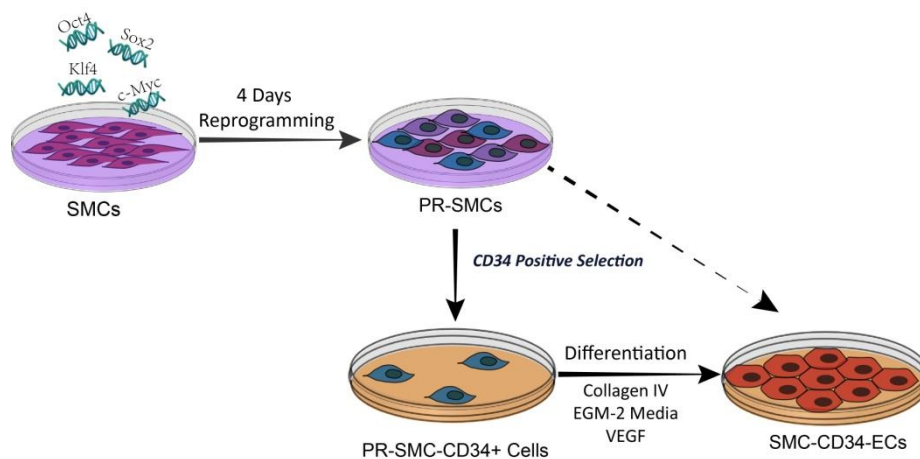 Oct4
Sox2
Klf4
c-Myc
4 Days
Reprogramming
SMCs
PR-SMCs
CD34 Positive Selection
Differentiation
Collagen IV
EGM-2 Media
VEGF
PR-SMC-CD34+ Cells
SMC-CD34-ECs